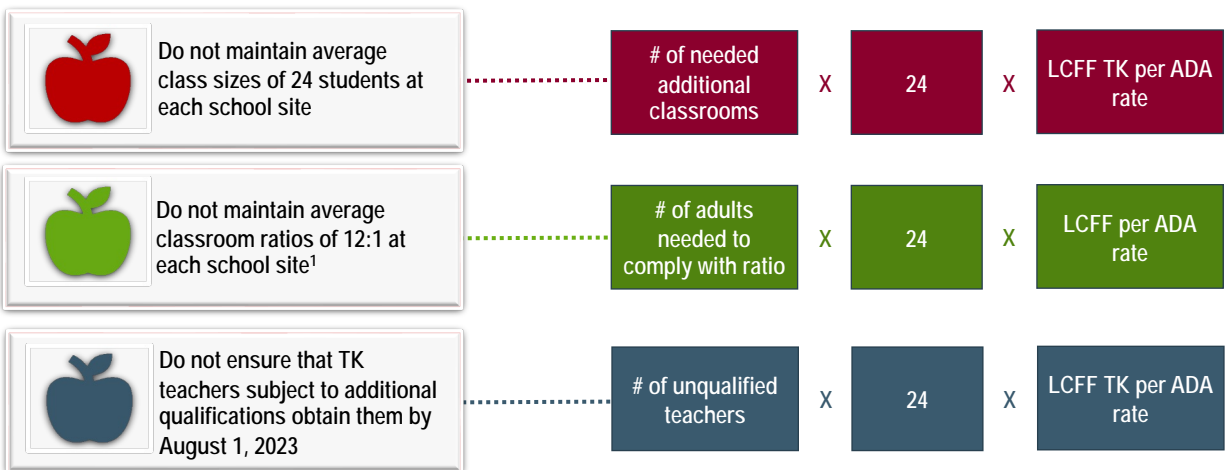 Do not maintain average
class sizes of 24 students at
each school site
# of needed
additional
classrooms
X
24
X
LCFF TK per ADA
rate
Do not maintain average
classroom ratios of 12:1 at
each school site¹
# of adults
needed to
comply with ratio
X
24
X
LCFF per ADA
rate
Do not ensure that TK
teachers subject to additional
qualifications obtain them by
August 1, 2023
# of unqualified
teachers
X
24
X
LCFF TK per ADA
rate